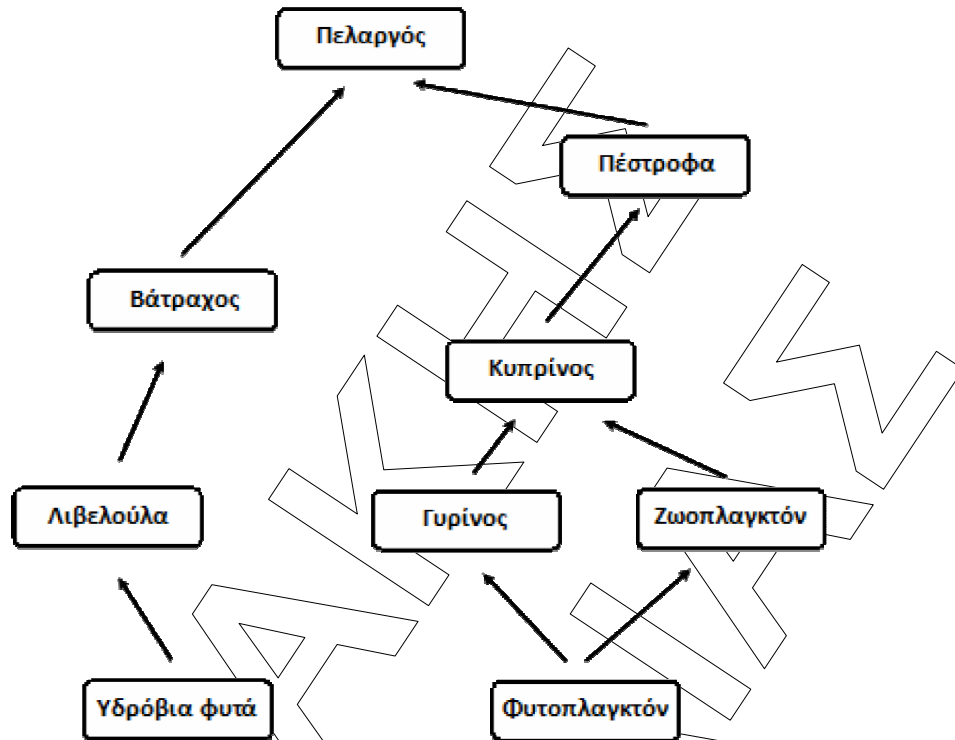 Πελαργός
Πέστροφα
Βάτραχος
Κυπρίνος
Λιβελούλα
Γυρίνος
Ζωοπλαγκτόν
Υδρόβια φυτά
Φυτοπλαγκτόν